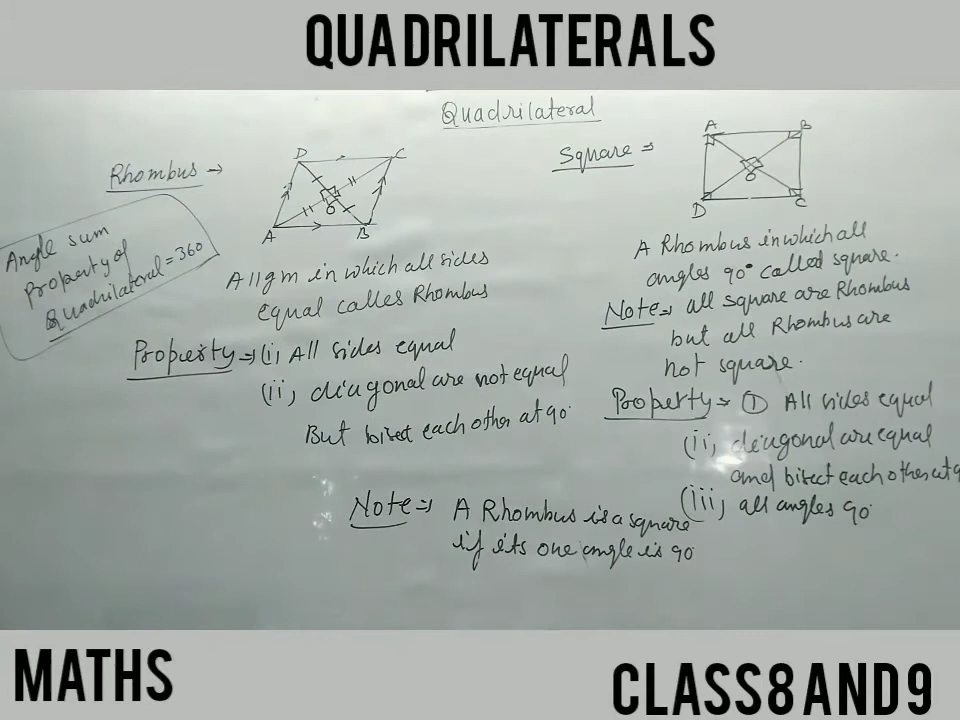 QUADRILATERALS
Quadrilateral
Rhombus →
D
C
O
A
B
Angle sum
Property of
Quadrilateral = 360
A llgm in which all sides
equal calles Rhombus
Property ⇒ (i) All sides equal
(ii) diagonal are not equal
But bisect each other at 90°
Square ⇒
A
B
O
D
C
A Rhombus in which all
angles 90° called square.
Note ⇒ all square are Rhombus
but all Rhombus are
not square.
Property ⇒ ① All sides equal
(ii) diagonal are equal
and bisect each other at 9
(iii) all angles 90°
Note ⇒ A Rhombus is a square
if its one angle is 90°
MATHS
CLASS 8 AND 9